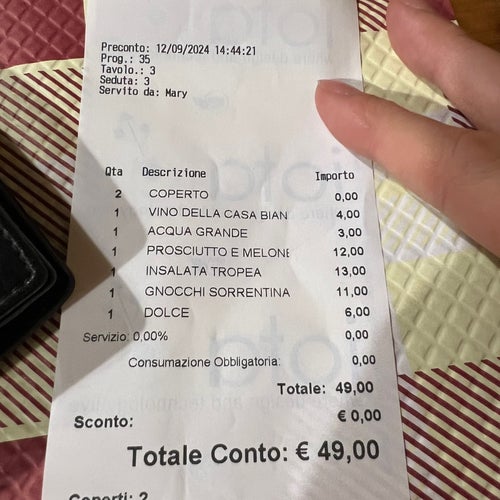 Preconto: 12/09/2024 14:44:21
Prog.: 35
Tavolo.: 3
Seduta: 3
Servito da: Mary
Qta Descrizione Importo
2 COPERTO 0,00
1 VINO DELLA CASA BIAN 4,00
1 ACQUA GRANDE 3,00
1 PROSCIUTTO E MELONE 12,00
1 INSALATA TROPEA 13,00
1 GNOCCHI SORRENTINA 11,00
1 DOLCE 6,00
Servizio: 0,00% 0,00
Consumazione Obbligatoria: 0,00
Totale: 49,00
Sconto: € 0,00
Totale Conto: € 49,00
Coperti: 2